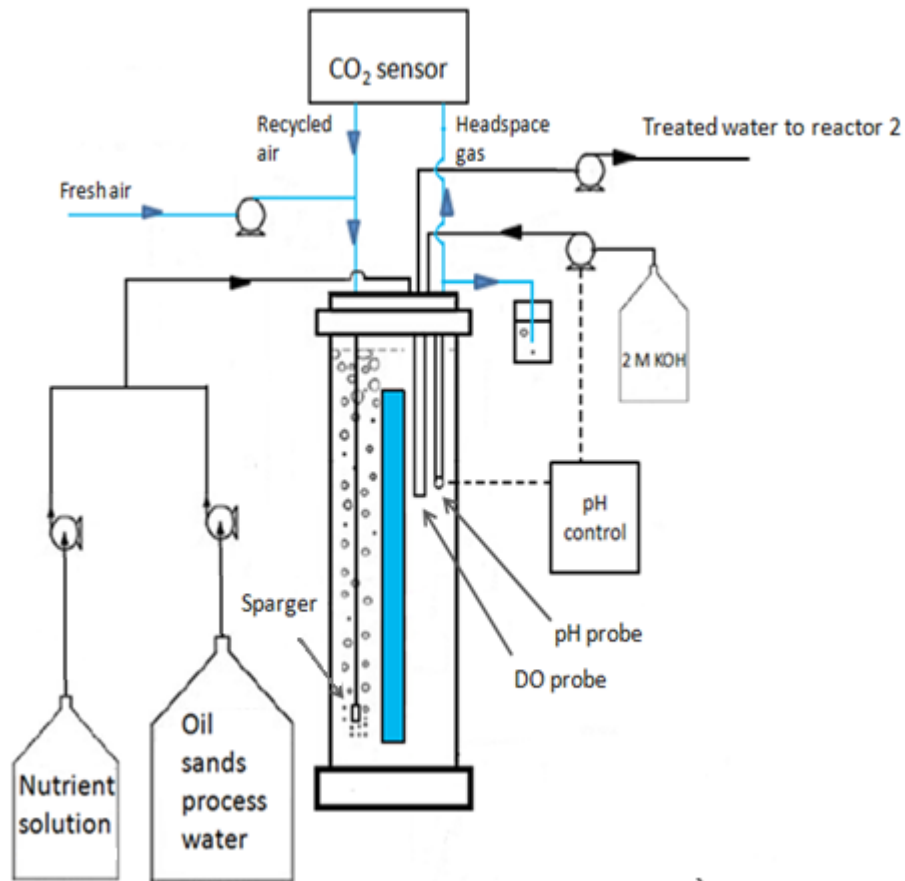 CO₂ sensor
Recycled
air
Headspace
gas
Treated water to reactor 2
Fresh air
2 M KOH
pH
control
Sparger
pH probe
DO probe
Nutrient
solution
Oil
sands
process
water